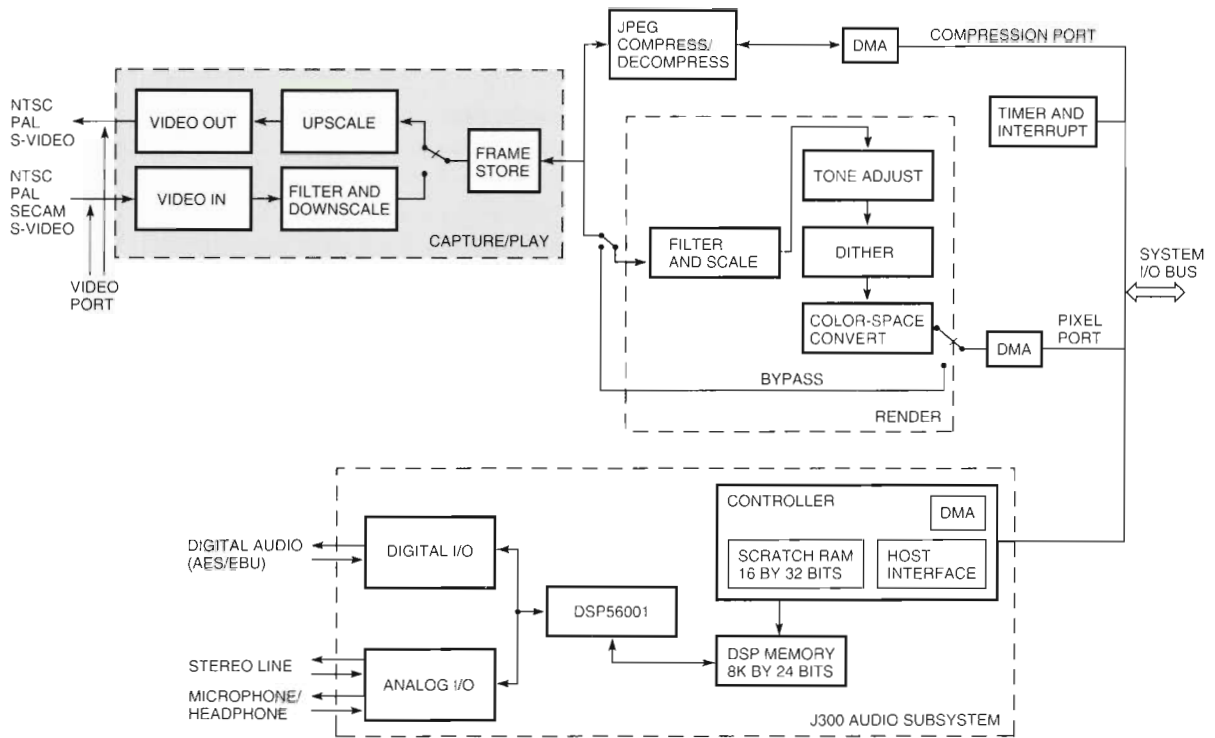 JPEG
COMPRESS/
DECOMPRESS
DMA
COMPRESSION PORT
NTSC
PAL
S-VIDEO
VIDEO OUT
UPSCALE
FRAME
STORE
TIMER AND
INTERRUPT
NTSC
PAL
SECAM
S-VIDEO
VIDEO IN
FILTER AND
DOWNSCALE
CAPTURE/PLAY
VIDEO
PORT
TONE ADJUST
FILTER
AND SCALE
DITHER
COLOR-SPACE
CONVERT
BYPASS
RENDER
DMA
PIXEL
PORT
SYSTEM
I/O BUS
DIGITAL AUDIO
(AES/EBU)
DIGITAL I/O
CONTROLLER
DMA
SCRATCH RAM
16 BY 32 BITS
HOST
INTERFACE
DSP56001
STEREO LINE
MICROPHONE/
HEADPHONE
ANALOG I/O
DSP MEMORY
8K BY 24 BITS
J300 AUDIO SUBSYSTEM